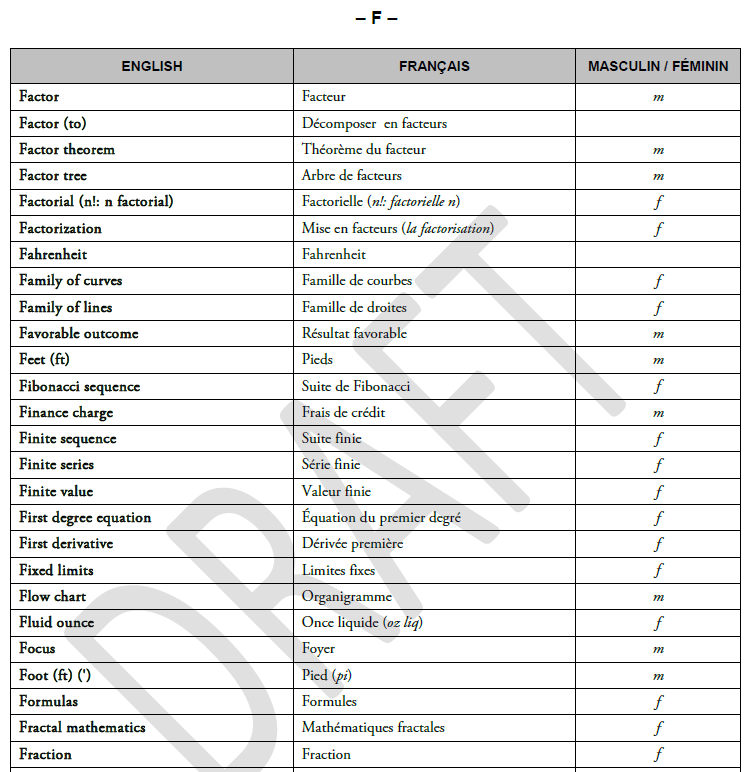 – F –
ENGLISH FRANÇAIS MASCULIN / FÉMININ
Factor Facteur m
Factor (to) Décomposer en facteurs
Factor theorem Théorème du facteur m
Factor tree Arbre de facteurs m
Factorial (n!: n factorial) Factorielle (n!: factorielle n) f
Factorization Mise en facteurs (la factorisation) f
Fahrenheit Fahrenheit
Family of curves Famille de courbes f
Family of lines Famille de droites f
Favorable outcome Résultat favorable m
Feet (ft) Pieds m
Fibonacci sequence Suite de Fibonacci f
Finance charge Frais de crédit m
Finite sequence Suite finie f
Finite series Série finie f
Finite value Valeur finie f
First degree equation Équation du premier degré f
First derivative Dérivée première f
Fixed limits Limites fixes f
Flow chart Organigramme m
Fluid ounce Once liquide (oz liq) f
Focus Foyer m
Foot (ft) (') Pied (pi) m
Formulas Formules f
Fractal mathematics Mathématiques fractales f
Fraction Fraction f
DRAFT